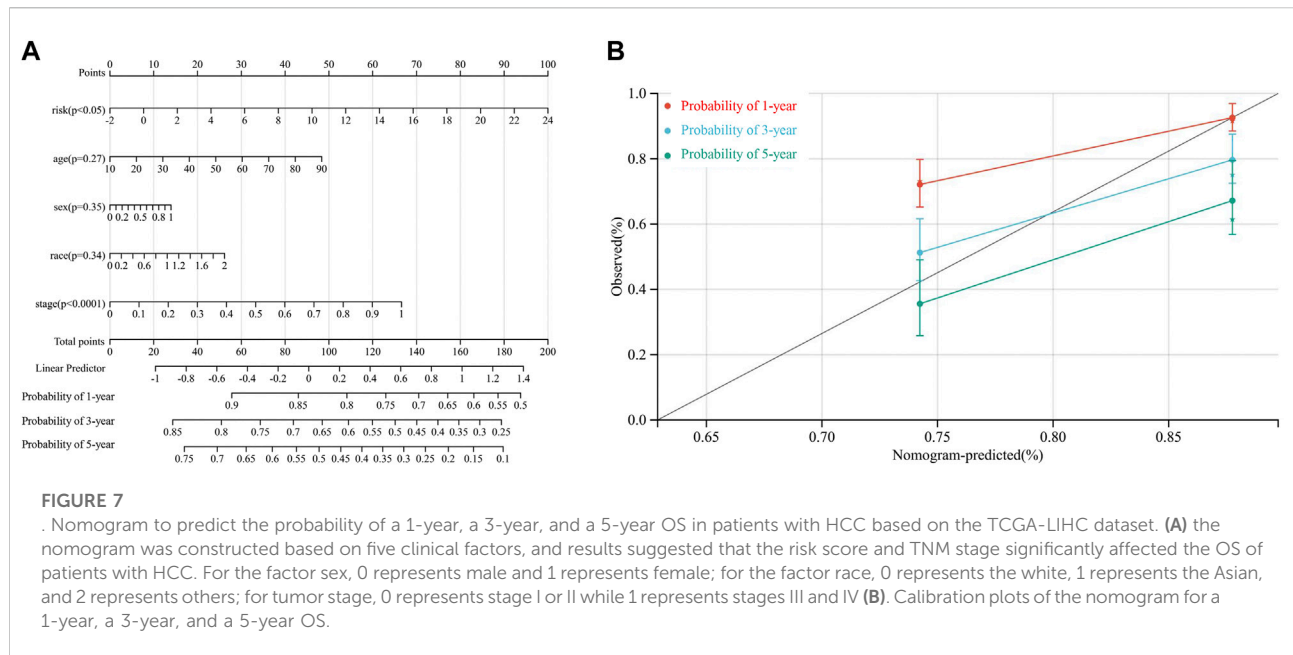 A
Points
0 10 20 30 40 50 60 70 80 90 100
risk(p<0.05)
-2 0 2 4 6 8 10 12 14 16 18 20 22 24
age(p=0.27)
10 20 30 40 50 60 70 80 90
sex(p=0.35)
0 0.2 0.5 0.8 1
race(p=0.34)
0 0.2 0.6 1 1.2 1.6 2
stage(p<0.0001)
0 0.1 0.2 0.3 0.4 0.5 0.6 0.7 0.8 0.9 1
Total points
0 20 40 60 80 100 120 140 160 180 200
Linear Predictor
-1 -0.8 -0.6 -0.4 -0.2 0 0.2 0.4 0.6 0.8 1 1.2 1.4
Probability of 1-year
0.9 0.85 0.8 0.75 0.7 0.65 0.6 0.55 0.5
Probability of 3-year
0.85 0.8 0.75 0.7 0.65 0.6 0.55 0.5 0.45 0.4 0.35 0.3 0.25
Probability of 5-year
0.75 0.7 0.65 0.6 0.55 0.5 0.45 0.4 0.35 0.3 0.25 0.2 0.15 0.1
B
Probability of 1-year
Probability of 3-year
Probability of 5-year
Observed(%)
1.0
0.8
0.6
0.4
0.2
0.0
0.65 0.70 0.75 0.80 0.85
Nomogram-predicted(%)
FIGURE 7
. Nomogram to predict the probability of a 1-year, a 3-year, and a 5-year OS in patients with HCC based on the TCGA-LIHC dataset. (A) the
nomogram was constructed based on five clinical factors, and results suggested that the risk score and TNM stage significantly affected the OS of
patients with HCC. For the factor sex, 0 represents male and 1 represents female; for the factor race, 0 represents the white, 1 represents the Asian,
and 2 represents others; for tumor stage, 0 represents stage I or II while 1 represents stages III and IV (B). Calibration plots of the nomogram for a
1-year, a 3-year, and a 5-year OS.